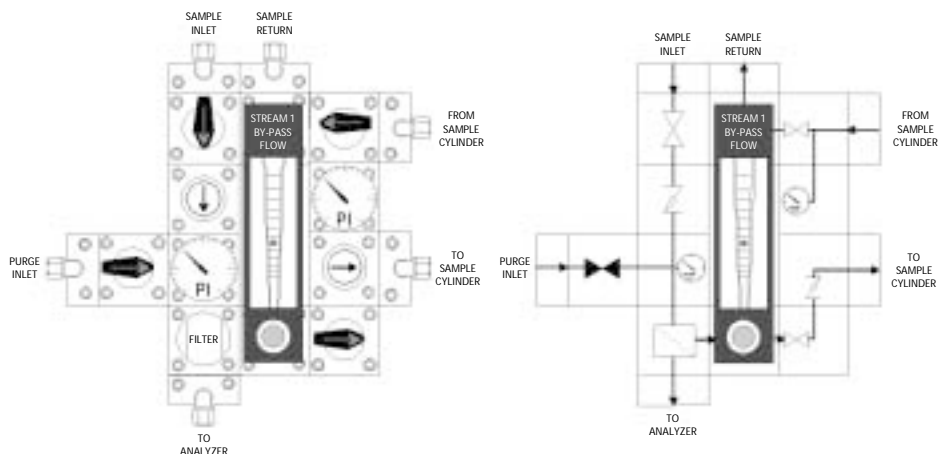 SAMPLE
INLET
SAMPLE
RETURN
STREAM 1
BY-PASS
FLOW
FROM
SAMPLE
CYLINDER
PI
PURGE
INLET
PI
TO
SAMPLE
CYLINDER
FILTER
TO
ANALYZER
SAMPLE
INLET
SAMPLE
RETURN
STREAM 1
BY-PASS
FLOW
FROM
SAMPLE
CYLINDER
PURGE
INLET
TO
SAMPLE
CYLINDER
TO
ANALYZER